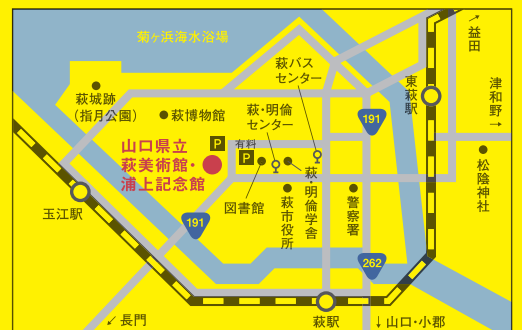 菊ヶ浜海水浴場
↗
益田
萩バス
センター
東萩駅
津和野→
萩城跡
（指月公園）
萩博物館
萩・明倫
センター
191
山口県立
萩美術館・
浦上記念館
P
有料
P
松陰神社
萩・明倫学舎
図書館
萩市役所
警察署
玉江駅
191
262
↙長門
萩駅
↓山口・小郡